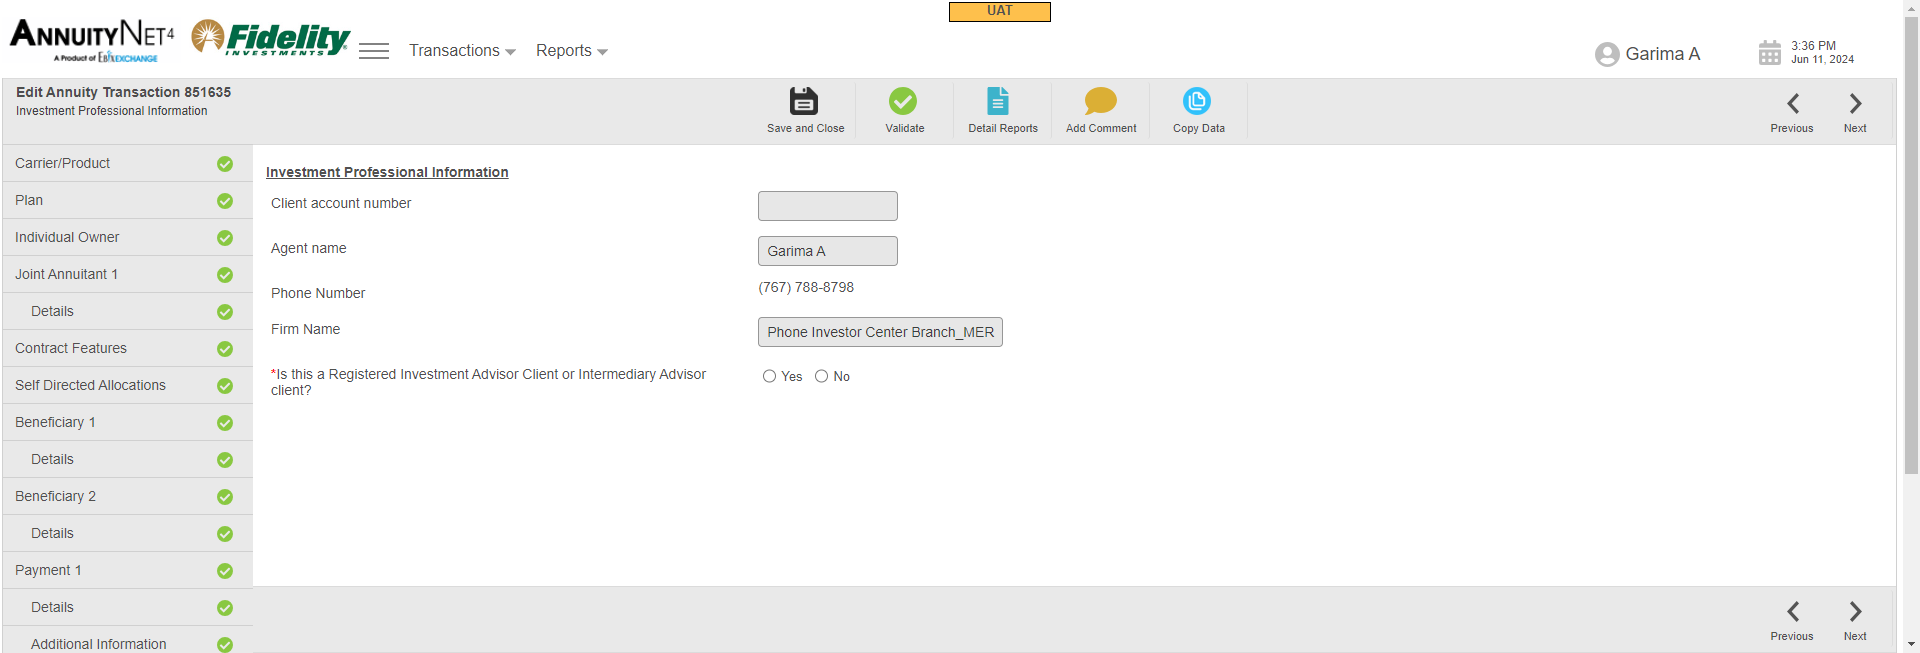 UAT
ANNUITYNET4
A Product of EbixEXCHANGE
Fidelity
INVESTMENTS
Transactions
Reports
Garima A
3:36 PM
Jun 11, 2024
Edit Annuity Transaction 851635
Investment Professional Information
Save and Close
Validate
Detail Reports
Add Comment
Copy Data
Previous
Next
Carrier/Product
Plan
Individual Owner
Joint Annuitant 1
Details
Contract Features
Self Directed Allocations
Beneficiary 1
Details
Beneficiary 2
Details
Payment 1
Details
Additional Information
Investment Professional Information
Client account number
Agent name
Garima A
Phone Number
(767) 788-8798
Firm Name
Phone Investor Center Branch_MER
*Is this a Registered Investment Advisor Client or Intermediary Advisor
client?
Yes
No
Previous
Next